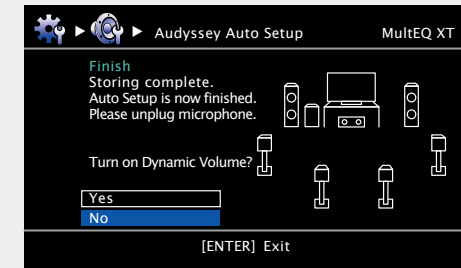 Audyssey Auto Setup MultEQ XT
Finish
Storing complete.
Auto Setup is now finished.
Please unplug microphone.
Turn on Dynamic Volume?
Yes
No
[ENTER] Exit